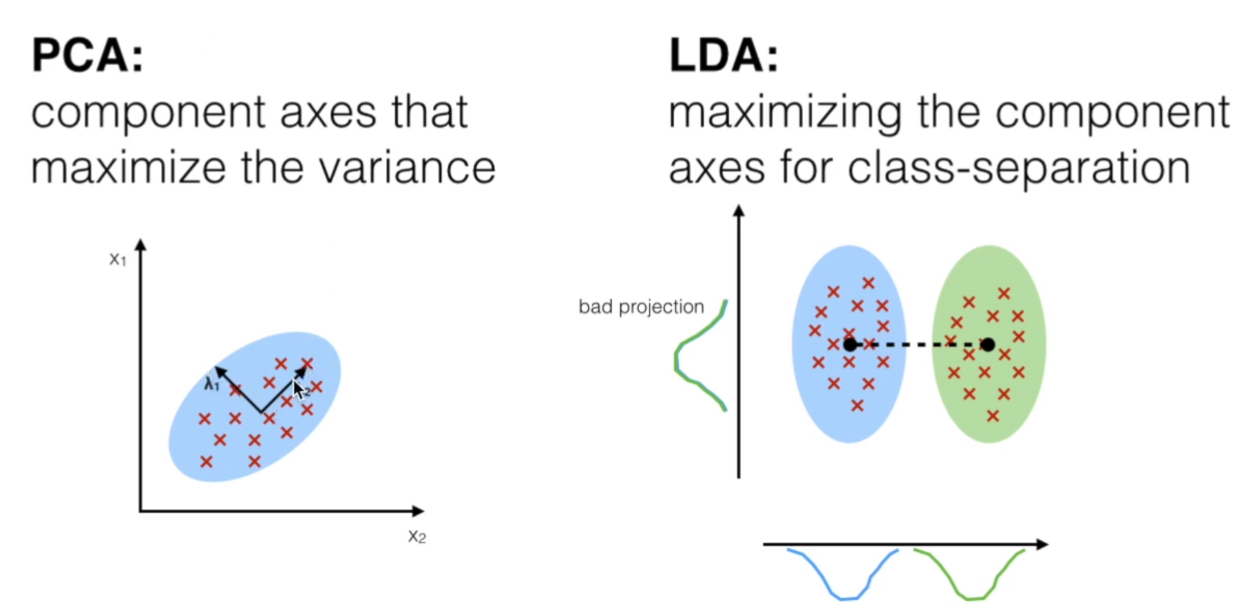 PCA:
component axes that
maximize the variance
LDA:
maximizing the component
axes for class-separation
x1
λ1
x2
bad projection